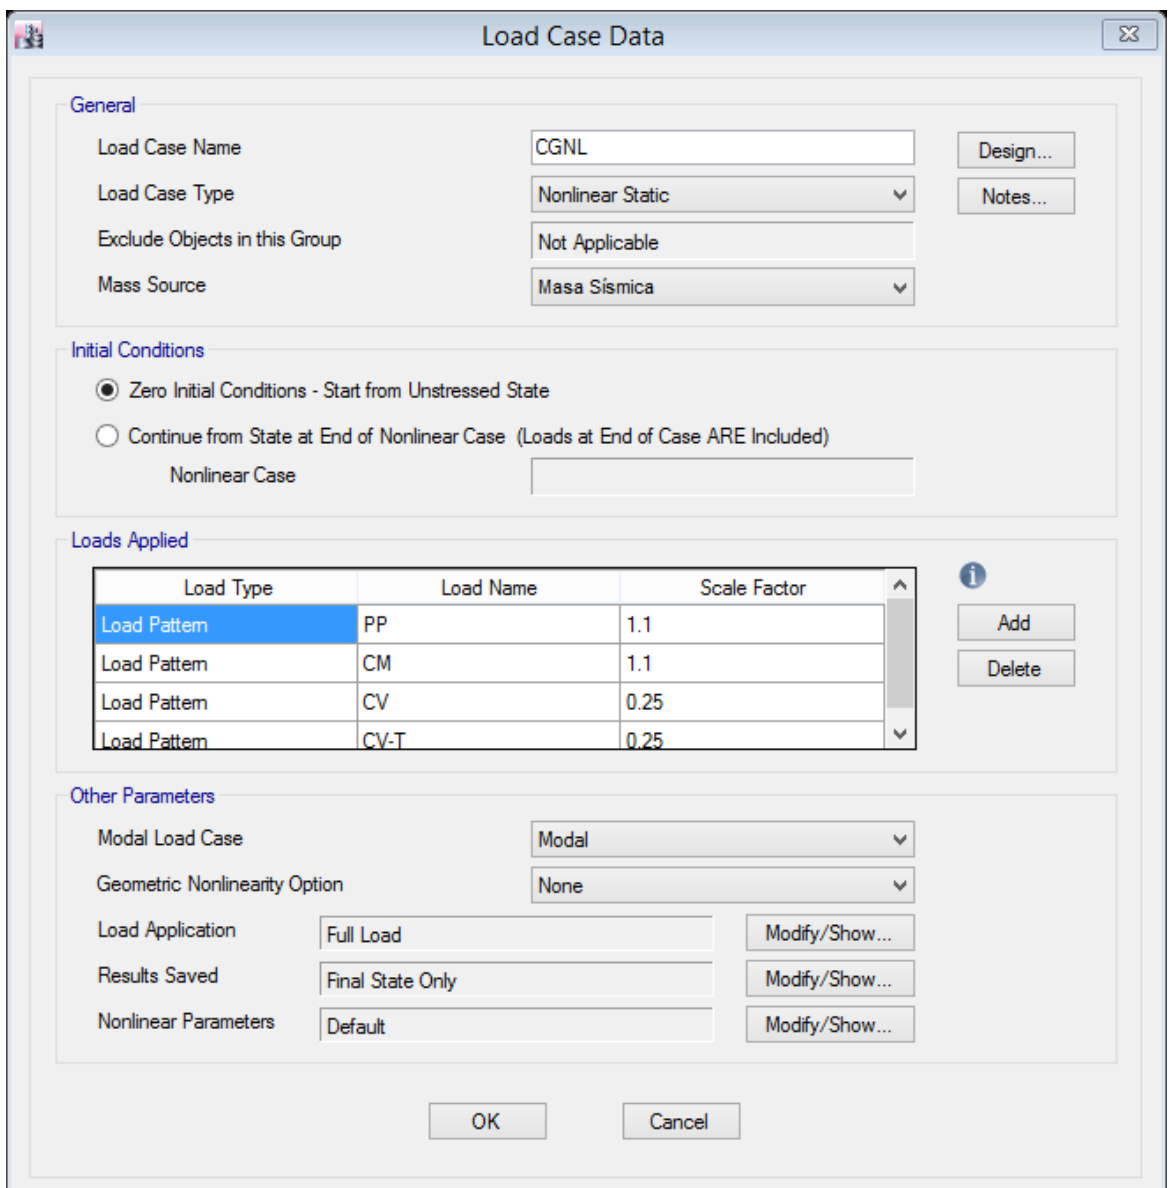 Load Case Data
General
Load Case Name CGNL Design...
Load Case Type Nonlinear Static Notes...
Exclude Objects in this Group Not Applicable
Mass Source Masa Sísmica
Initial Conditions
Zero Initial Conditions - Start from Unstressed State
Continue from State at End of Nonlinear Case (Loads at End of Case ARE Included)
Nonlinear Case
Loads Applied
Load Type Load Name Scale Factor
Load Pattern PP 1.1 Add
Load Pattern CM 1.1 Delete
Load Pattern CV 0.25
Load Pattern CV-T 0.25
Other Parameters
Modal Load Case Modal
Geometric Nonlinearity Option None
Load Application Full Load Modify/Show...
Results Saved Final State Only Modify/Show...
Nonlinear Parameters Default Modify/Show...
OK Cancel